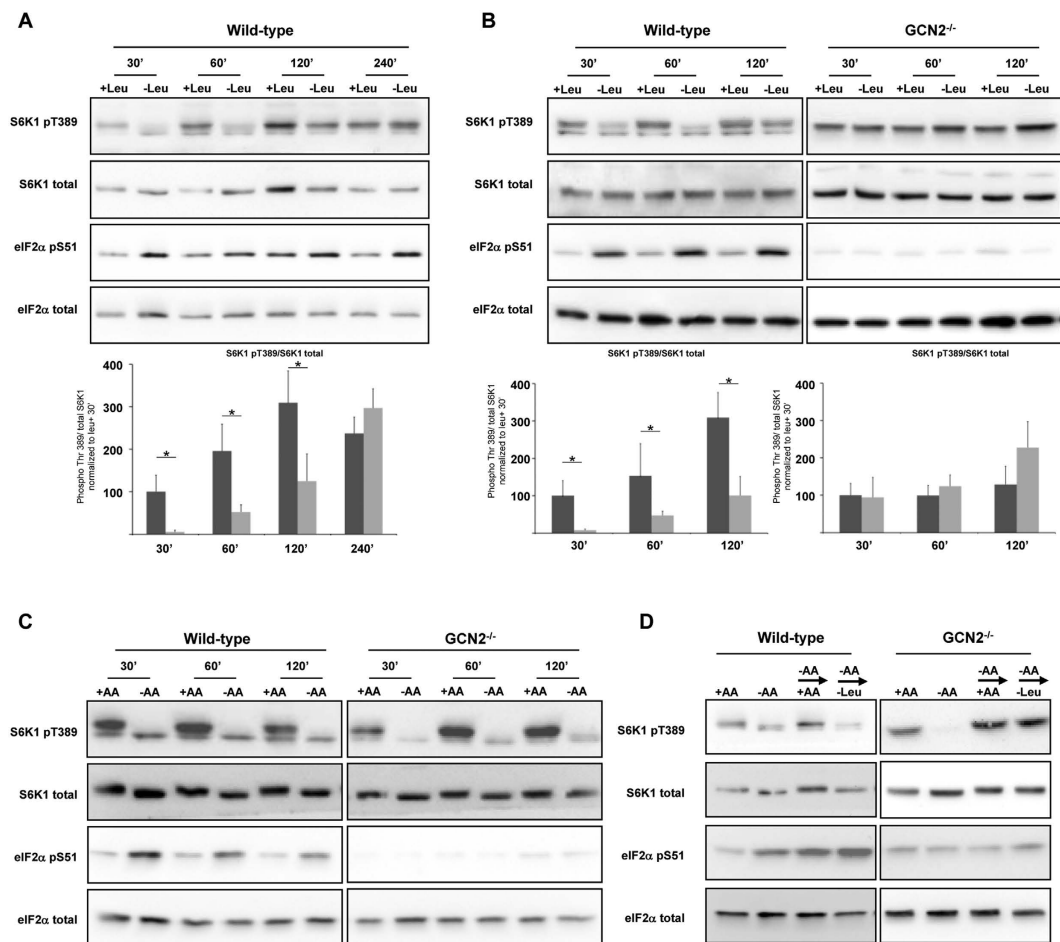 A
Wild-type
30’ 60’ 120’ 240’
+Leu -Leu +Leu -Leu +Leu -Leu +Leu -Leu
S6K1 pT389
S6K1 total
eIF2α pS51
eIF2α total
S6K1 pT389/S6K1 total
Phospho Thr 389/ total S6K1
normalized to leu+ 30’
400
300
200
100
* * *
30’ 60’ 120’ 240’
B
Wild-type GCN2-/-
30’ 60’ 120’ 30’ 60’ 120’
+Leu -Leu +Leu -Leu +Leu -Leu +Leu -Leu +Leu -Leu +Leu -Leu
S6K1 pT389
S6K1 total
eIF2α pS51
eIF2α total
S6K1 pT389/S6K1 total S6K1 pT389/S6K1 total
Phospho Thr 389/ total S6K1
normalized to leu+ 30’
400
300
200
100
* * *
30’ 60’ 120’
Phospho Thr 389/ total S6K1
normalized to leu+ 30’
400
300
200
100
30’ 60’ 120’
C
Wild-type GCN2-/-
30’ 60’ 120’ 30’ 60’ 120’
+AA -AA +AA -AA +AA -AA +AA -AA +AA -AA +AA -AA
S6K1 pT389
S6K1 total
eIF2α pS51
eIF2α total
D
Wild-type GCN2-/-
-AA -AA -AA -AA
+AA -AA +AA -Leu +AA -AA +AA -Leu
S6K1 pT389
S6K1 total
eIF2α pS51
eIF2α total